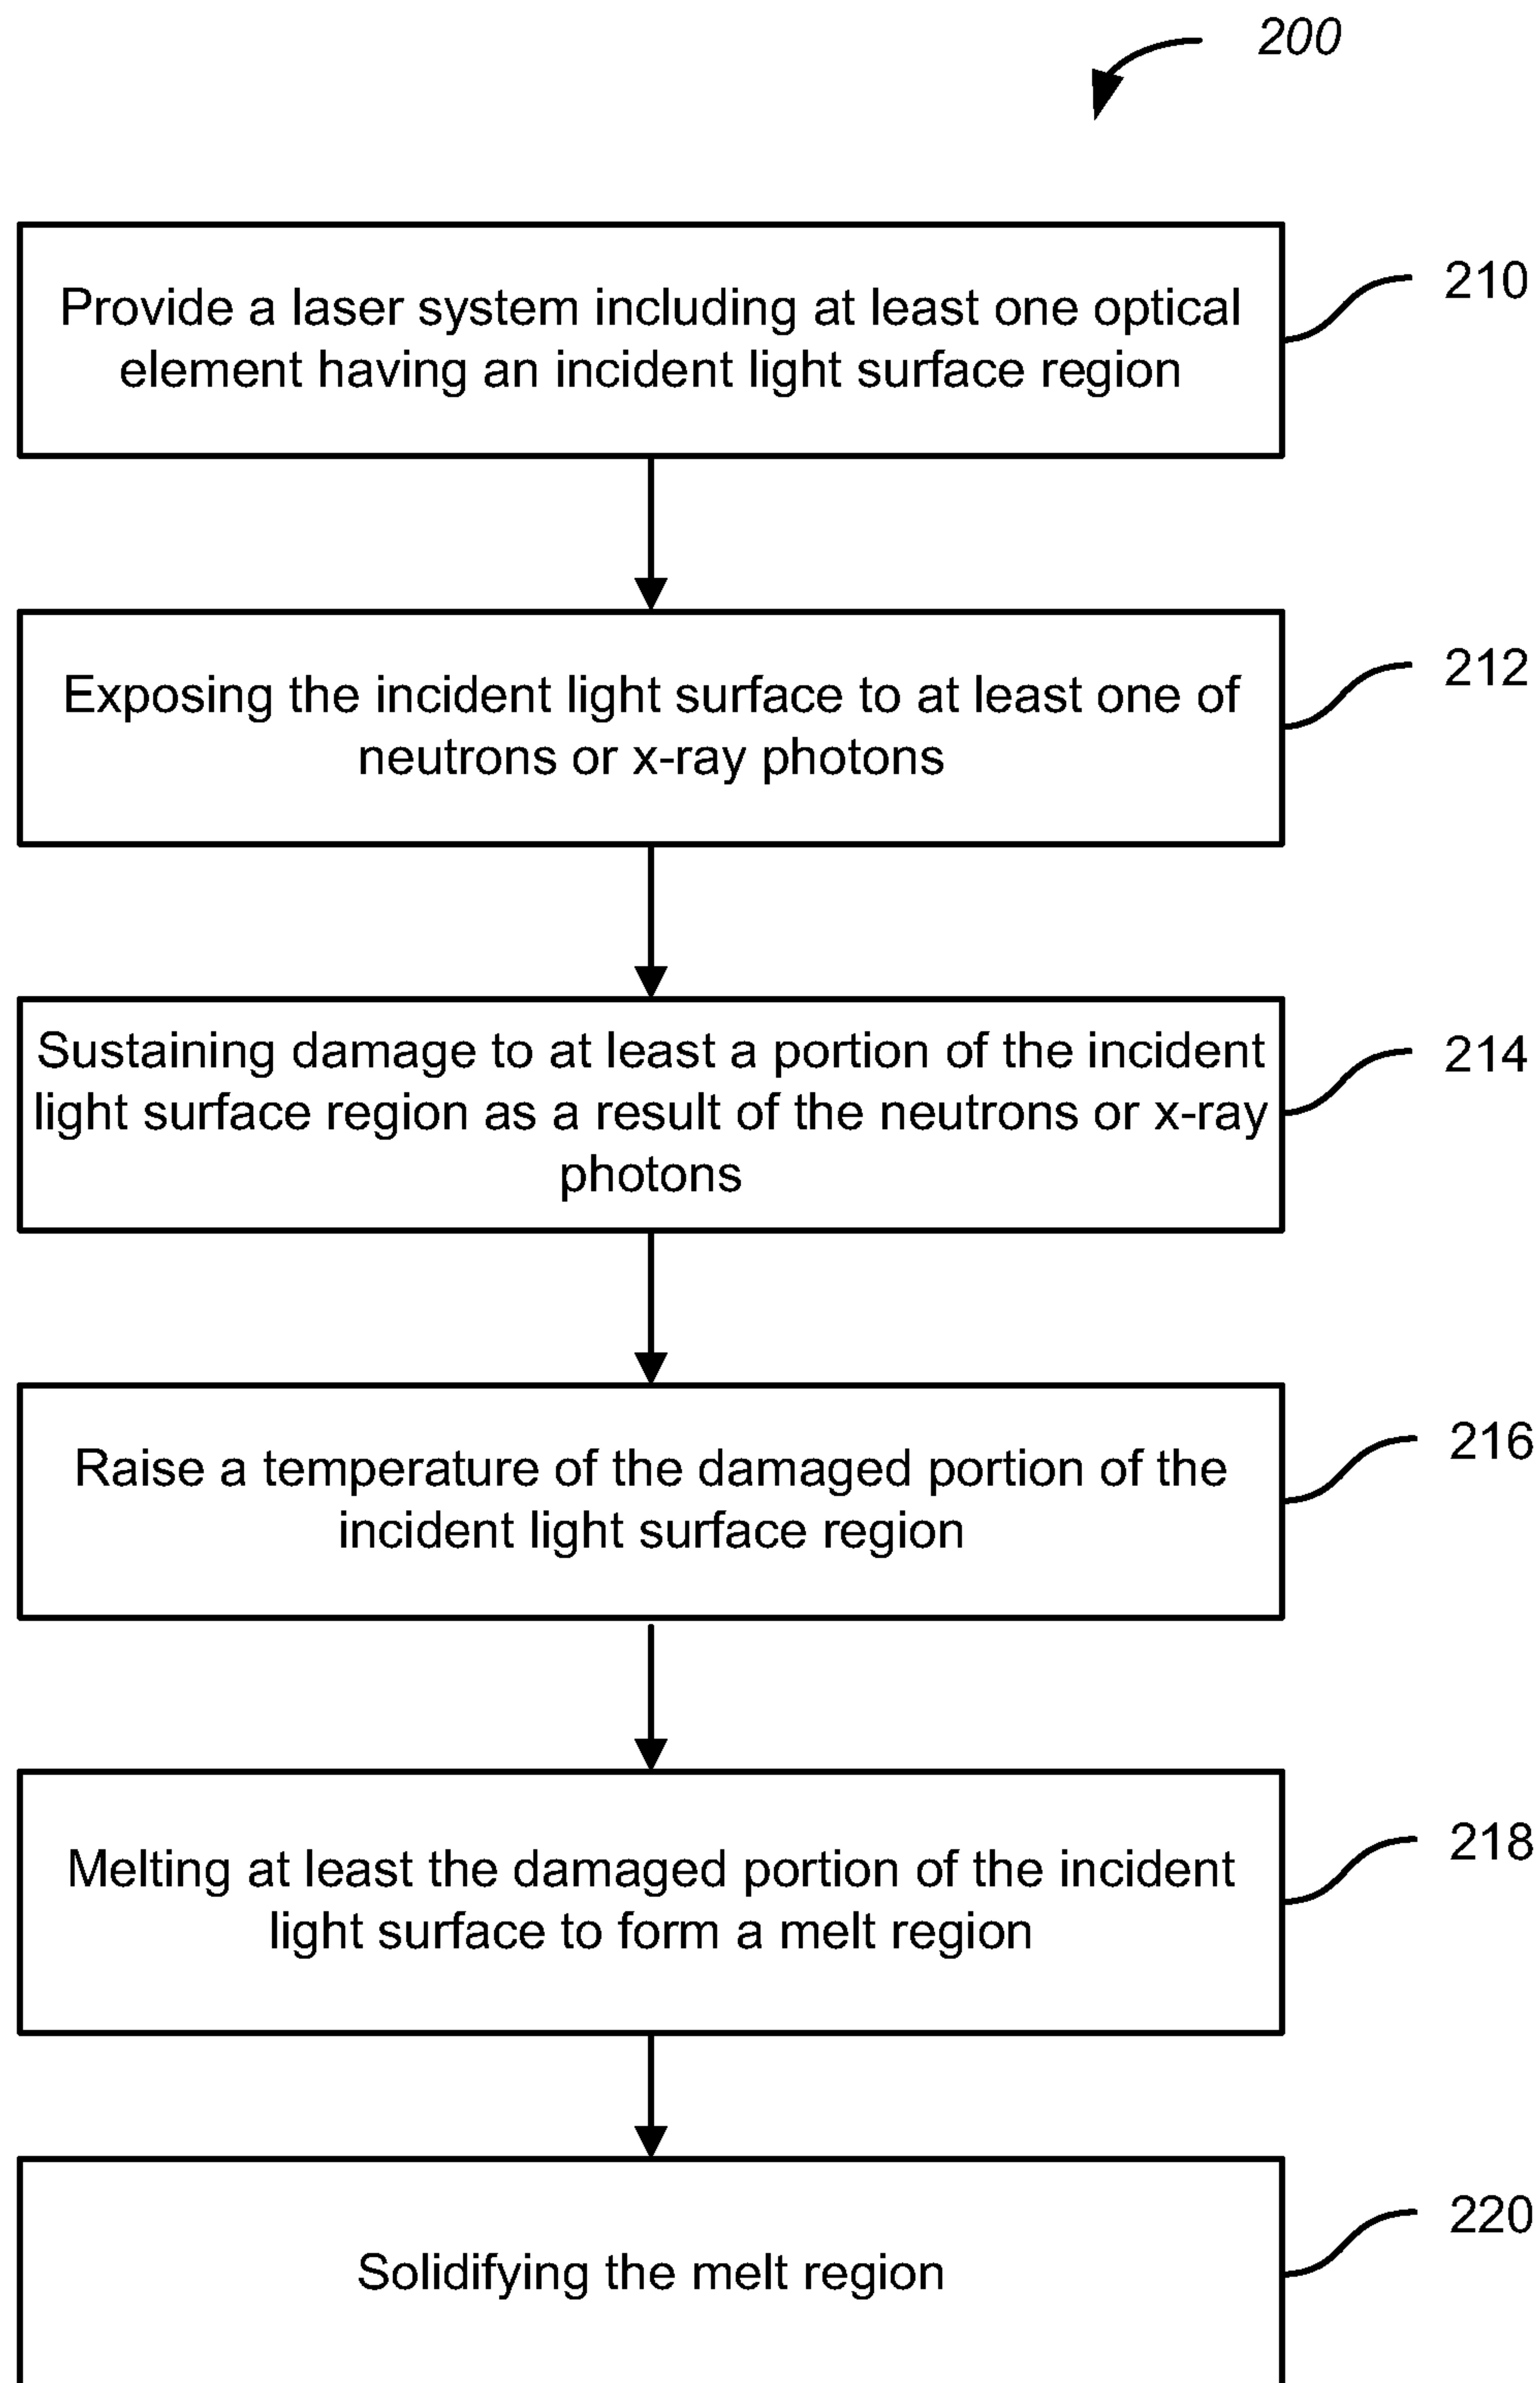 200
Provide a laser system including at least one optical
element having an incident light surface region
210
Exposing the incident light surface to at least one of
neutrons or x-ray photons
212
Sustaining damage to at least a portion of the incident
light surface region as a result of the neutrons or x-ray
photons
214
Raise a temperature of the damaged portion of the
incident light surface region
216
Melting at least the damaged portion of the incident
light surface to form a melt region
218
Solidifying the melt region
220